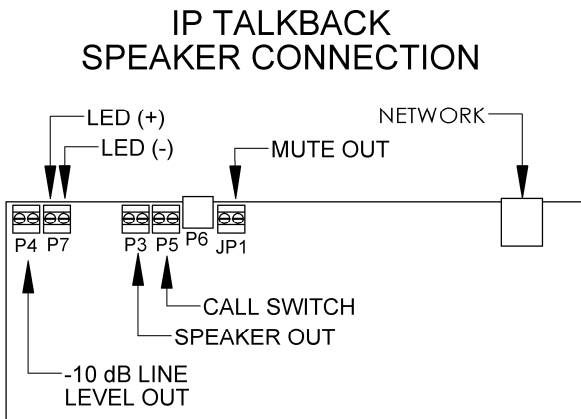 IP TALKBACK
SPEAKER CONNECTION
LED (+)
LED (-)
NETWORK
MUTE OUT
P4
P7
P3
P5
P6
JP1
CALL SWITCH
SPEAKER OUT
-10 dB LINE
LEVEL OUT